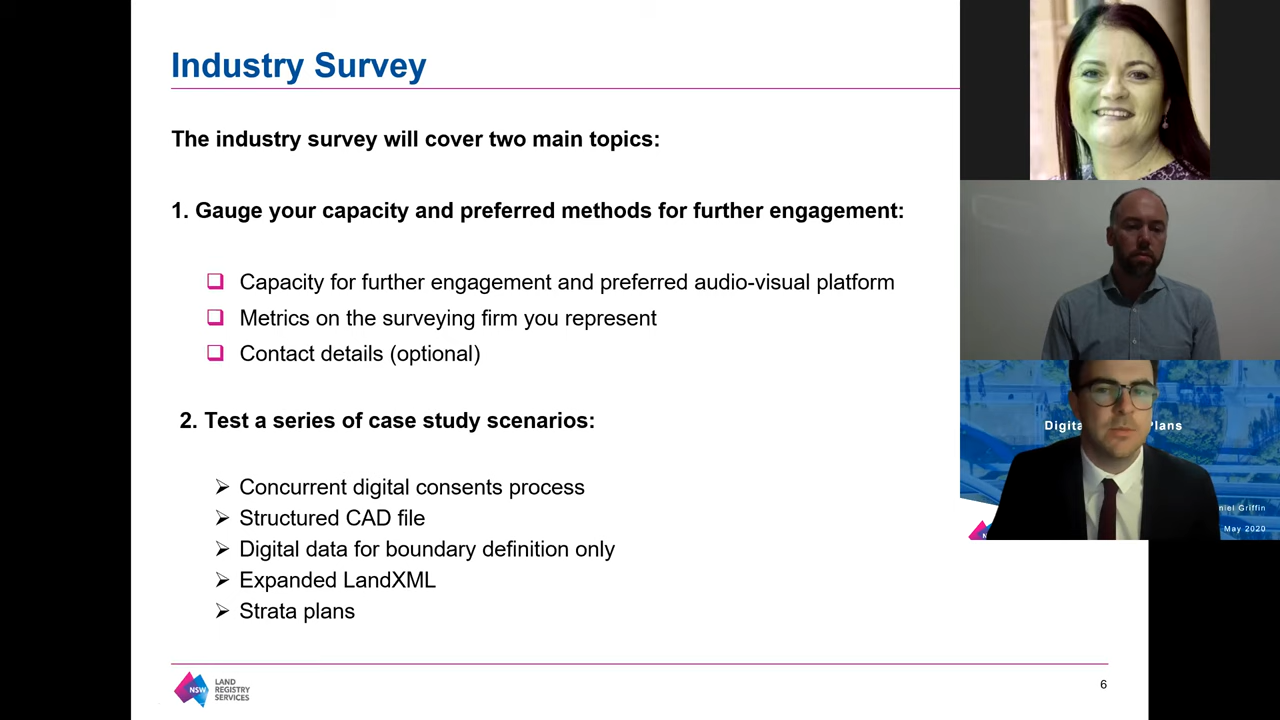 Industry Survey
The industry survey will cover two main topics:
1. Gauge your capacity and preferred methods for further engagement:
Capacity for further engagement and preferred audio-visual platform
Metrics on the surveying firm you represent
Contact details (optional)
2. Test a series of case study scenarios:
Concurrent digital consents process
Structured CAD file
Digital data for boundary definition only
Expanded LandXML
Strata plans
Digita Plans
niel Griffin
May 2020
NSW
LAND
REGISTRY
SERVICES
6